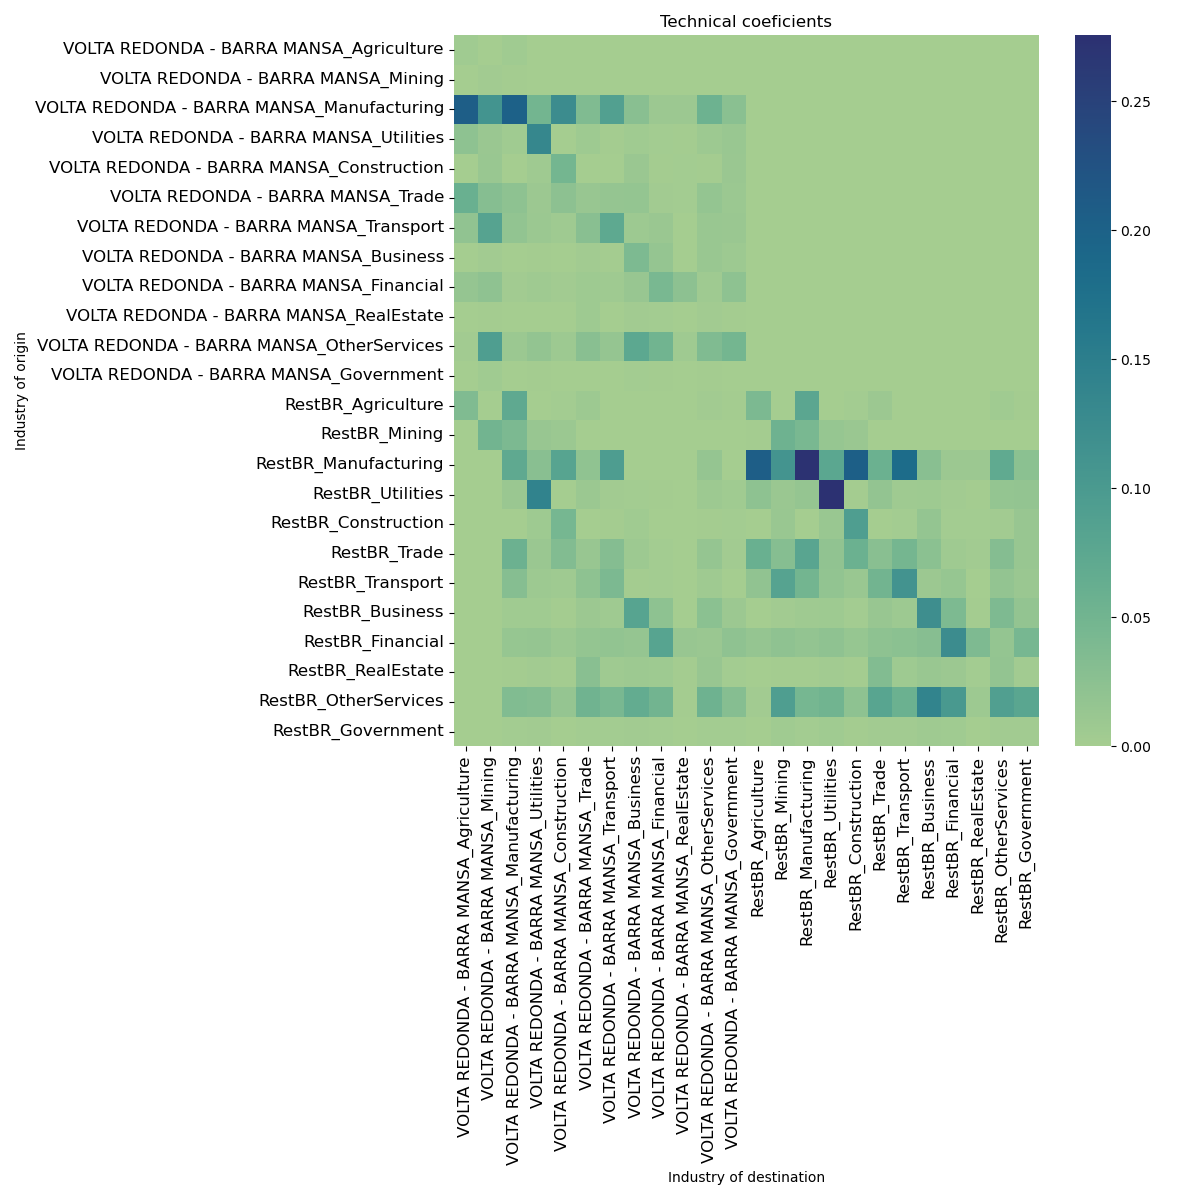 Technical coeficients
Industry of origin
VOLTA REDONDA - BARRA MANSA_Agriculture
VOLTA REDONDA - BARRA MANSA_Mining
VOLTA REDONDA - BARRA MANSA_Manufacturing
VOLTA REDONDA - BARRA MANSA_Utilities
VOLTA REDONDA - BARRA MANSA_Construction
VOLTA REDONDA - BARRA MANSA_Trade
VOLTA REDONDA - BARRA MANSA_Transport
VOLTA REDONDA - BARRA MANSA_Business
VOLTA REDONDA - BARRA MANSA_Financial
VOLTA REDONDA - BARRA MANSA_RealEstate
VOLTA REDONDA - BARRA MANSA_OtherServices
VOLTA REDONDA - BARRA MANSA_Government
RestBR_Agriculture
RestBR_Mining
RestBR_Manufacturing
RestBR_Utilities
RestBR_Construction
RestBR_Trade
RestBR_Transport
RestBR_Business
RestBR_Financial
RestBR_RealEstate
RestBR_OtherServices
RestBR_Government
0.25
0.20
0.15
0.10
0.05
0.00
VOLTA REDONDA - BARRA MANSA_Agriculture
VOLTA REDONDA - BARRA MANSA_Mining
VOLTA REDONDA - BARRA MANSA_Manufacturing
VOLTA REDONDA - BARRA MANSA_Utilities
VOLTA REDONDA - BARRA MANSA_Construction
VOLTA REDONDA - BARRA MANSA_Trade
VOLTA REDONDA - BARRA MANSA_Transport
VOLTA REDONDA - BARRA MANSA_Business
VOLTA REDONDA - BARRA MANSA_Financial
VOLTA REDONDA - BARRA MANSA_RealEstate
VOLTA REDONDA - BARRA MANSA_OtherServices
VOLTA REDONDA - BARRA MANSA_Government
RestBR_Agriculture
RestBR_Mining
RestBR_Manufacturing
RestBR_Utilities
RestBR_Construction
RestBR_Trade
RestBR_Transport
RestBR_Business
RestBR_Financial
RestBR_RealEstate
RestBR_OtherServices
RestBR_Government
Industry of destination